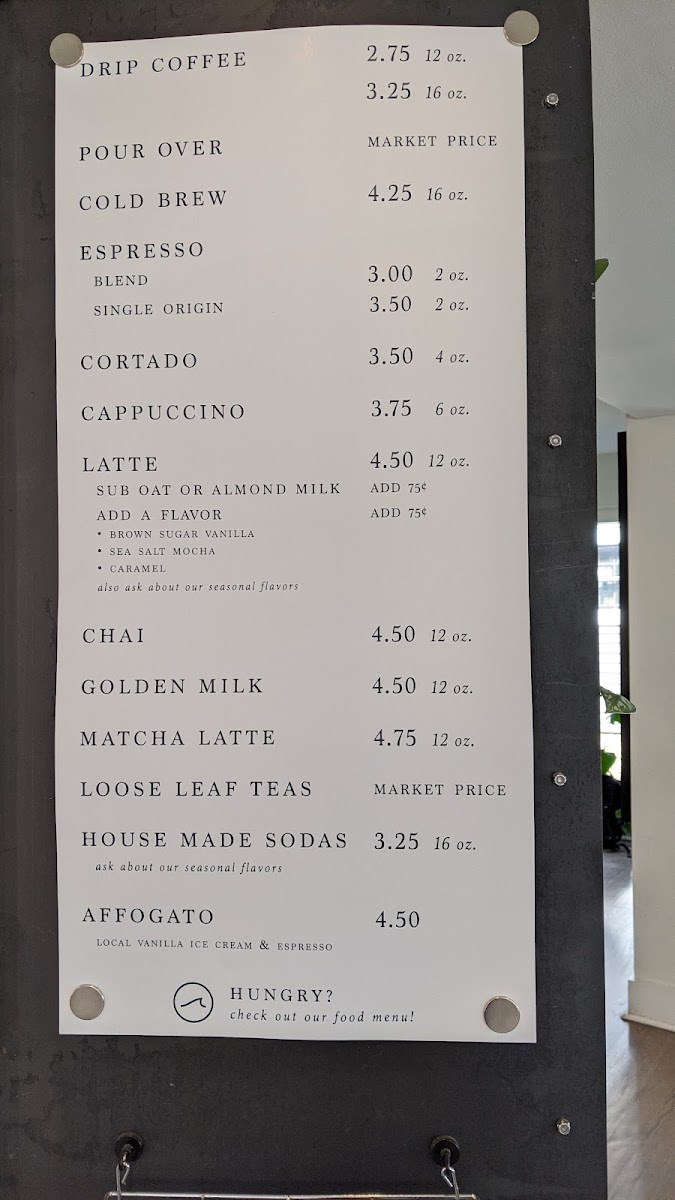 DRIP COFFEE 2.75 12 oz.
3.25 16 oz.
POUR OVER MARKET PRICE
COLD BREW 4.25 16 oz.
ESPRESSO
BLEND 3.00 2 oz.
SINGLE ORIGIN 3.50 2 oz.
CORTADO 3.50 4 oz.
CAPPUCCINO 3.75 6 oz.
LATTE 4.50 12 oz.
SUB OAT OR ALMOND MILK ADD 75¢
ADD A FLAVOR ADD 75¢
• BROWN SUGAR VANILLA
• SEA SALT MOCHA
• CARAMEL
also ask about our seasonal flavors
CHAI 4.50 12 oz.
GOLDEN MILK 4.50 12 oz.
MATCHA LATTE 4.75 12 oz.
LOOSE LEAF TEAS MARKET PRICE
HOUSE MADE SODAS 3.25 16 oz.
ask about our seasonal flavors
AFFOGATO 4.50
LOCAL VANILLA ICE CREAM & ESPRESSO
HUNGRY?
check out our food menu!